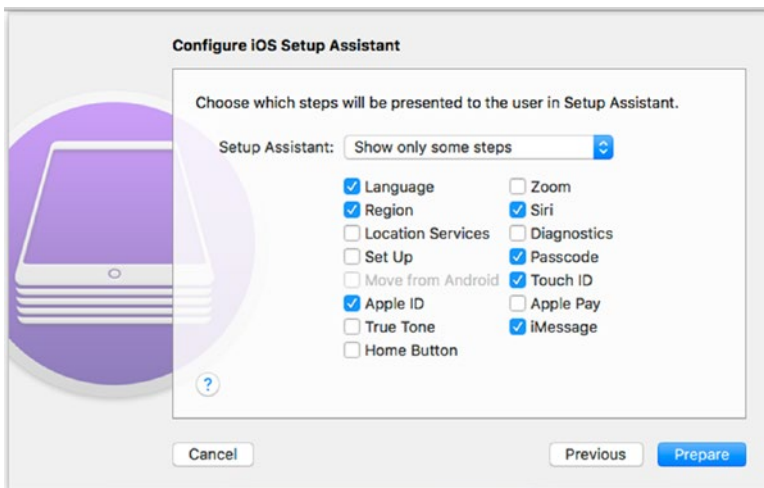 Configure iOS Setup Assistant
Choose which steps will be presented to the user in Setup Assistant.
Setup Assistant: Show only some steps
Language Zoom
Region Siri
Location Services Diagnostics
Set Up Passcode
Move from Android Touch ID
Apple ID Apple Pay
True Tone iMessage
Home Button
?
Cancel Previous Prepare